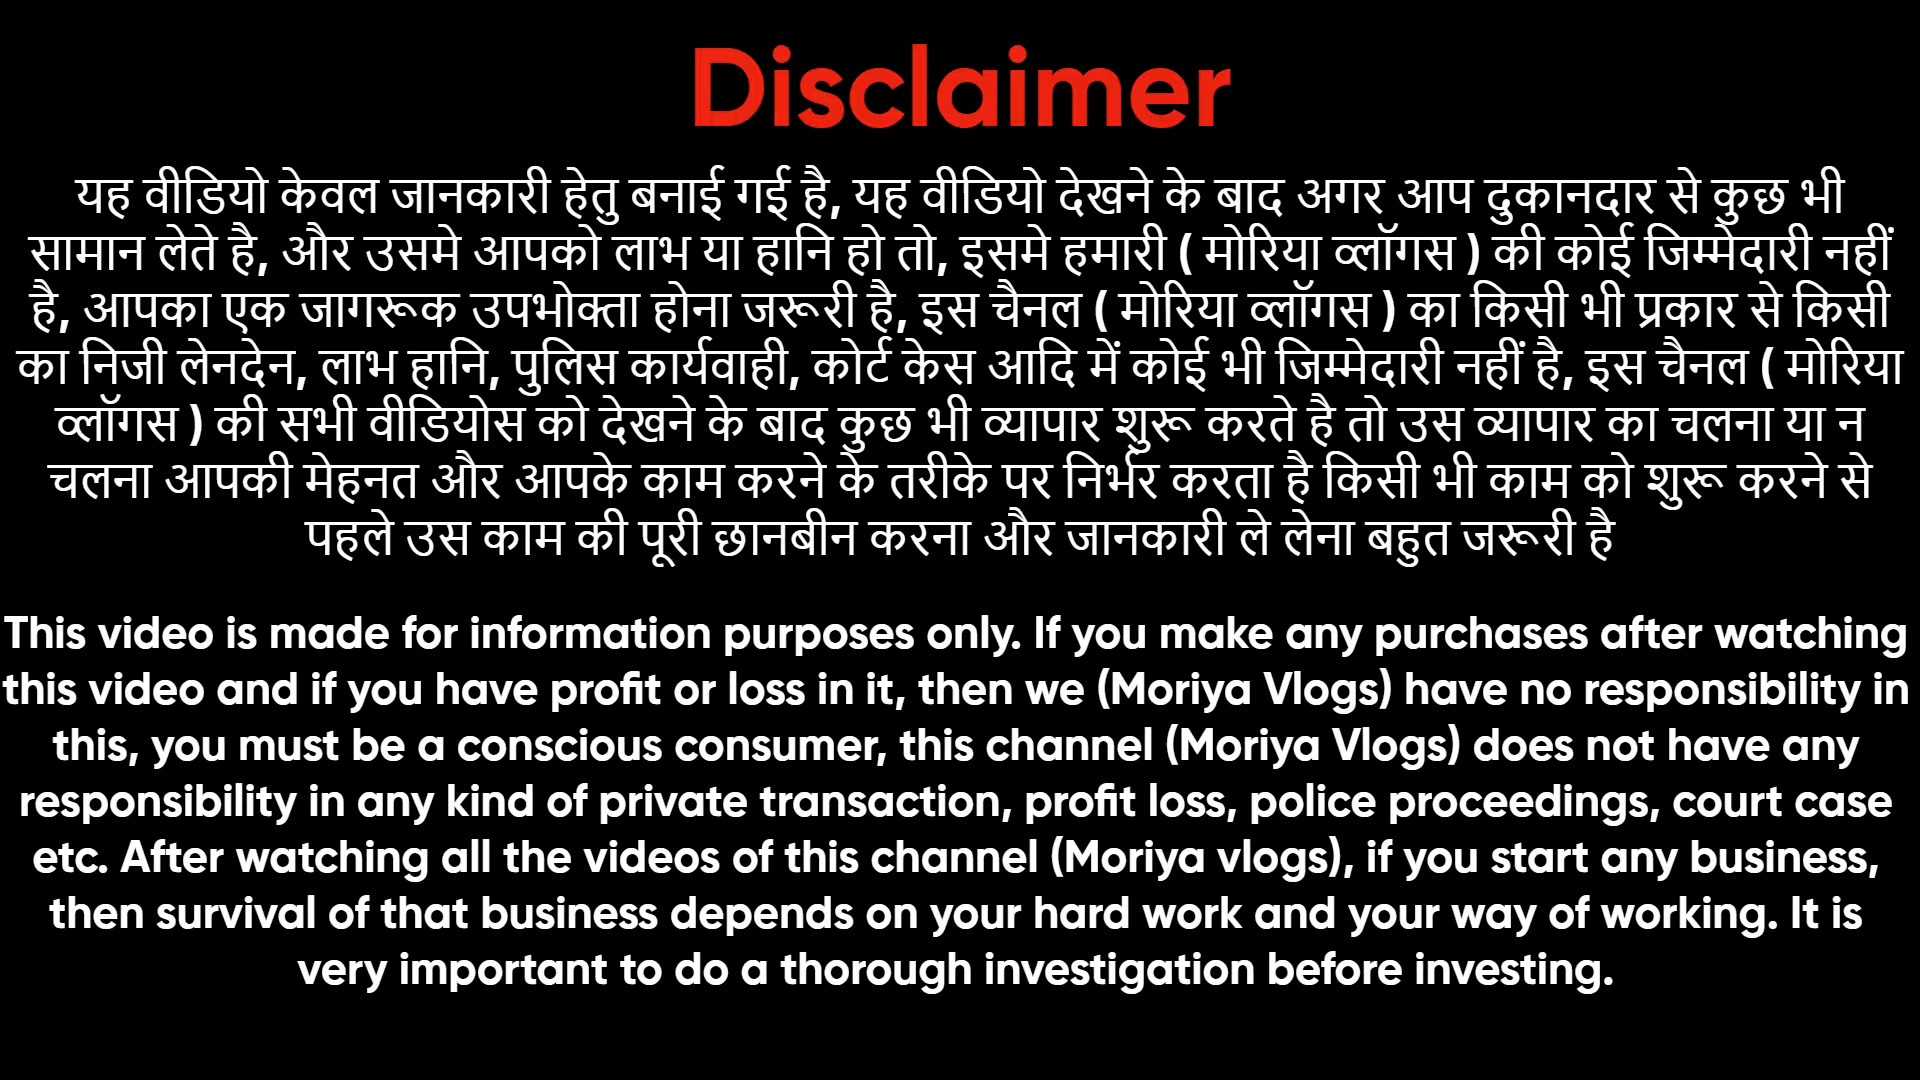 Disclaimer
यह वीडियो केवल जानकारी हेतु बनाई गई है, यह वीडियो देखने के बाद अगर आप दुकानदार से कुछ भी
सामान लेते है, और उसमे आपको लाभ या हानि हो तो, इसमे हमारी ( मोरिया व्लॉगस ) की कोई जिम्मेदारी नहीं
है, आपका एक जागरूक उपभोक्ता होना जरूरी है, इस चैनल ( मोरिया व्लॉगस ) का किसी भी प्रकार से किसी
का निजी लेनदेन, लाभ हानि, पुलिस कार्यवाही, कोर्ट केस आदि में कोई भी जिम्मेदारी नहीं है, इस चैनल ( मोरिया
व्लॉगस ) की सभी वीडियोस को देखने के बाद कुछ भी व्यापार शुरू करते है तो उस व्यापार का चलना या न
चलना आपकी मेहनत और आपके काम करने के तरीके पर निर्भर करता है किसी भी काम को शुरू करने से
पहले उस काम की पूरी छानबीन करना और जानकारी ले लेना बहुत जरूरी है
This video is made for information purposes only. If you make any purchases after watching
this video and if you have profit or loss in it, then we (Moriya Vlogs) have no responsibility in
this, you must be a conscious consumer, this channel (Moriya Vlogs) does not have any
responsibility in any kind of private transaction, profit loss, police proceedings, court case
etc. After watching all the videos of this channel (Moriya vlogs), if you start any business,
then survival of that business depends on your hard work and your way of working. It is
very important to do a thorough investigation before investing.